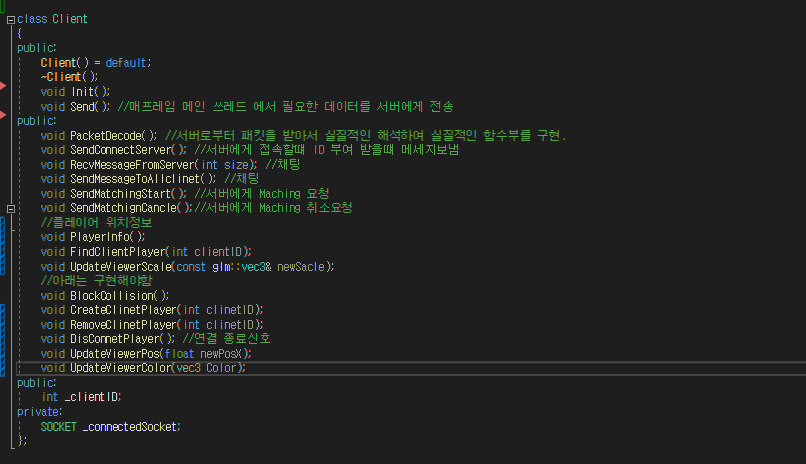 class Client
{
public:
Client() = default;
~Client();
void Init();
void Send(); //매프레임 메인 쓰레드 에서 필요한 데이터를 서버에게 전송
public:
void PacketDecode(); //서버로부터 패킷을 받아서 실질적인 해석하여 실질적인 함수부를 구현.
void SendConnectServer(); //서버에게 접속할때 ID 부여 받을때 메세지보냄
void RecvMessageFromServer(int size); //채팅
void SendMessageToAllclinet(); //채팅
void SendMatchingStart(); //서버에게 Maching 요청
void SendMatchignCancle();//서버에게 Maching 취소요청
//플레이어 위치정보
void PlayerInfo();
void FindClientPlayer(int clientID);
void UpdateViewerScale(const glm::vec3& newSacle);
//아래는 구현해야함
void BlockCollision();
void CreateClinetPlayer(int clinetID);
void RemoveClinetPlayer(int clinetID);
void DisConnetPlayer(); //연결 종료신호
void UpdateViewerPos(float newPosX);
void UpdateViewerColor(vec3 Color);
public:
int _clientID;
private:
SOCKET _connectedSocket;
};